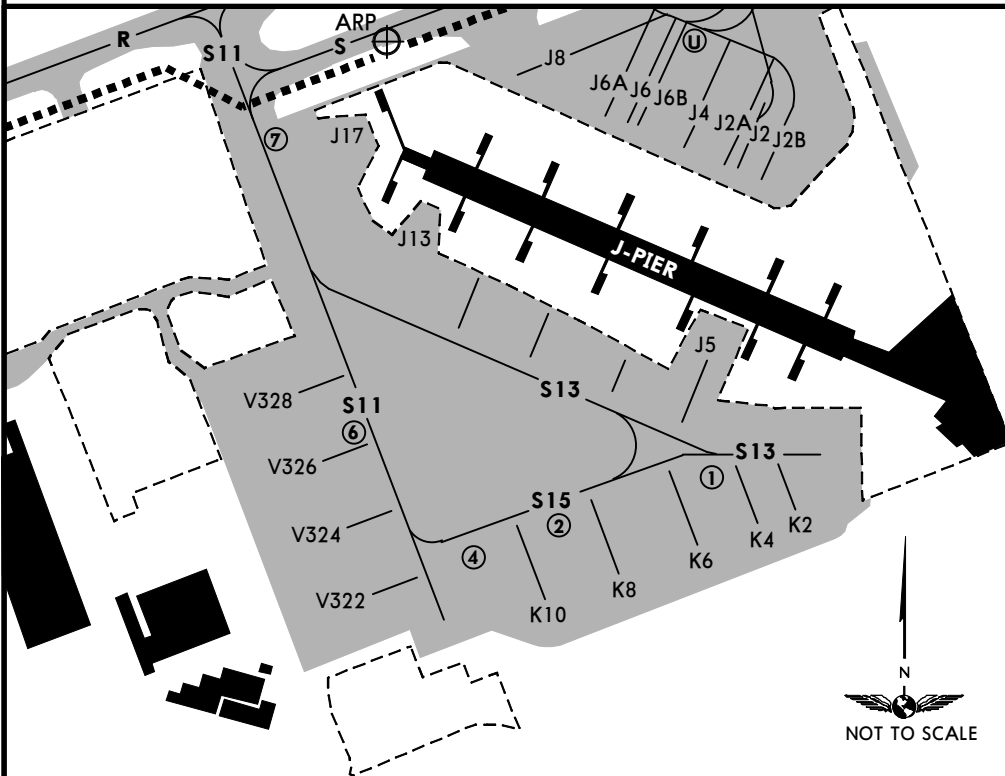 ARP
R
S11
S
U
J8
J6A
J6
J6B
J4
J2A
J2
J2B
7
J17
J13
J-PIER
J5
V328
S11
6
S13
S13
1
V326
S15
2
V324
4
K2
K4
K6
K8
K10
V322
N
NOT TO SCALE